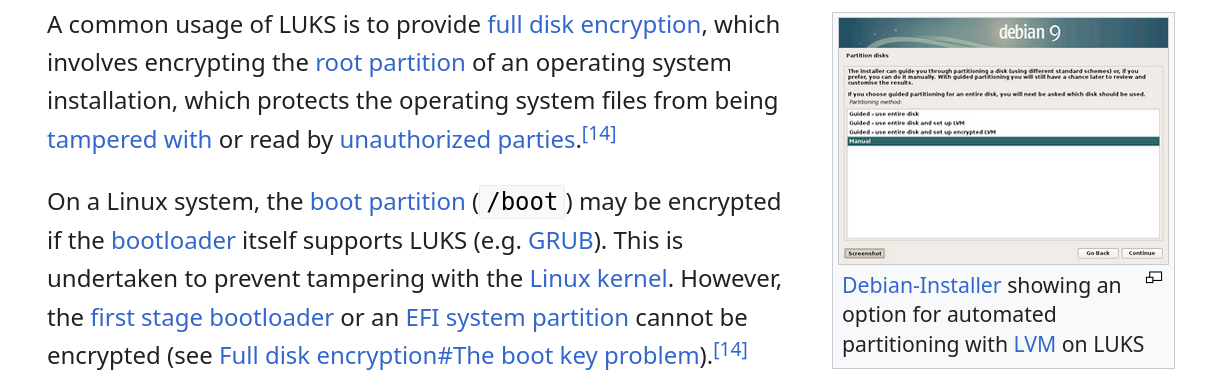 A common usage of LUKS is to provide full disk encryption, which
involves encrypting the root partition of an operating system
installation, which protects the operating system files from being
tampered with or read by unauthorized parties.[14]
On a Linux system, the boot partition (/boot) may be encrypted
if the bootloader itself supports LUKS (e.g. GRUB). This is
undertaken to prevent tampering with the Linux kernel. However,
the first stage bootloader or an EFI system partition cannot be
encrypted (see Full disk encryption#The boot key problem).[14]
debian 9
Partition disks
The installer can guide you through partitioning a disk (using different standard schemes) or, if you
prefer, you can do it manually. With guided partitioning you will still have a chance later to review and
customise the results.
If you choose guided partitioning for an entire disk, you will next be asked which disk should be used.
Partitioning method:
Guided - use entire disk
Guided - use entire disk and set up LVM
Guided - use entire disk and set up encrypted LVM
Manual
Screenshot
Go Back
Continue
Debian-Installer showing an
option for automated
partitioning with LVM on LUKS